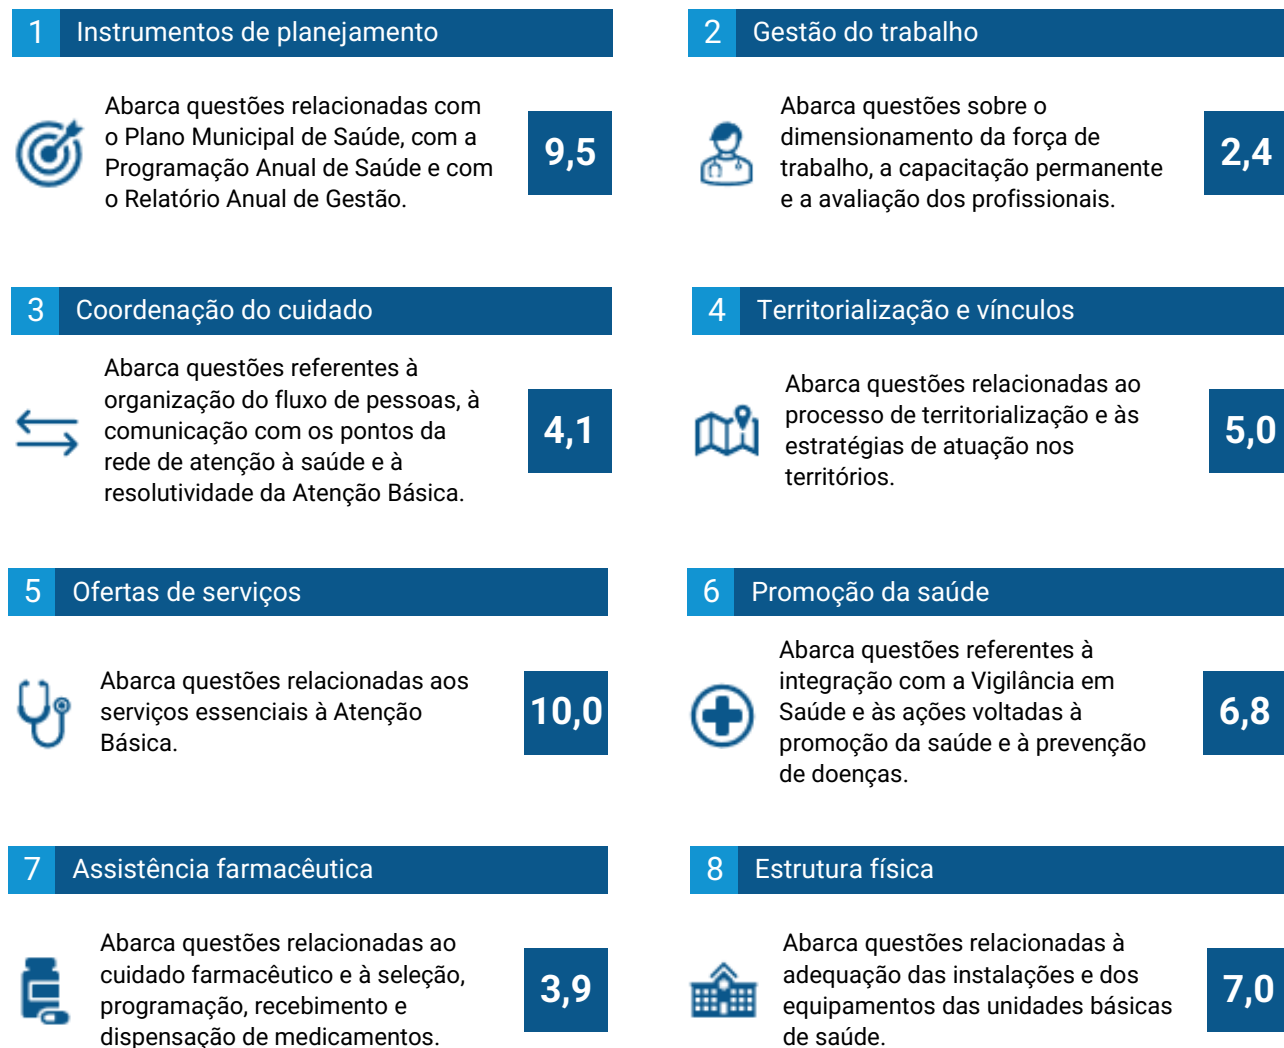 1 Instrumentos de planejamento
Abarca questões relacionadas com
o Plano Municipal de Saúde, com a
Programação Anual de Saúde e com
o Relatório Anual de Gestão.
9,5
2 Gestão do trabalho
Abarca questões sobre o
dimensionamento da força de
trabalho, a capacitação permanente
e a avaliação dos profissionais.
2,4
3 Coordenação do cuidado
Abarca questões referentes à
organização do fluxo de pessoas, à
comunicação com os pontos da
rede de atenção à saúde e à
resolutividade da Atenção Básica.
4,1
4 Territorialização e vínculos
Abarca questões relacionadas ao
processo de territorialização e às
estratégias de atuação nos
territórios.
5,0
5 Ofertas de serviços
Abarca questões relacionadas aos
serviços essenciais à Atenção
Básica.
10,0
6 Promoção da saúde
Abarca questões referentes à
integração com a Vigilância em
Saúde e às ações voltadas à
promoção da saúde e à prevenção
de doenças.
6,8
7 Assistência farmacêutica
Abarca questões relacionadas ao
cuidado farmacêutico e à seleção,
programação, recebimento e
dispensação de medicamentos.
3,9
8 Estrutura física
Abarca questões relacionadas à
adequação das instalações e dos
equipamentos das unidades básicas
de saúde.
7,0